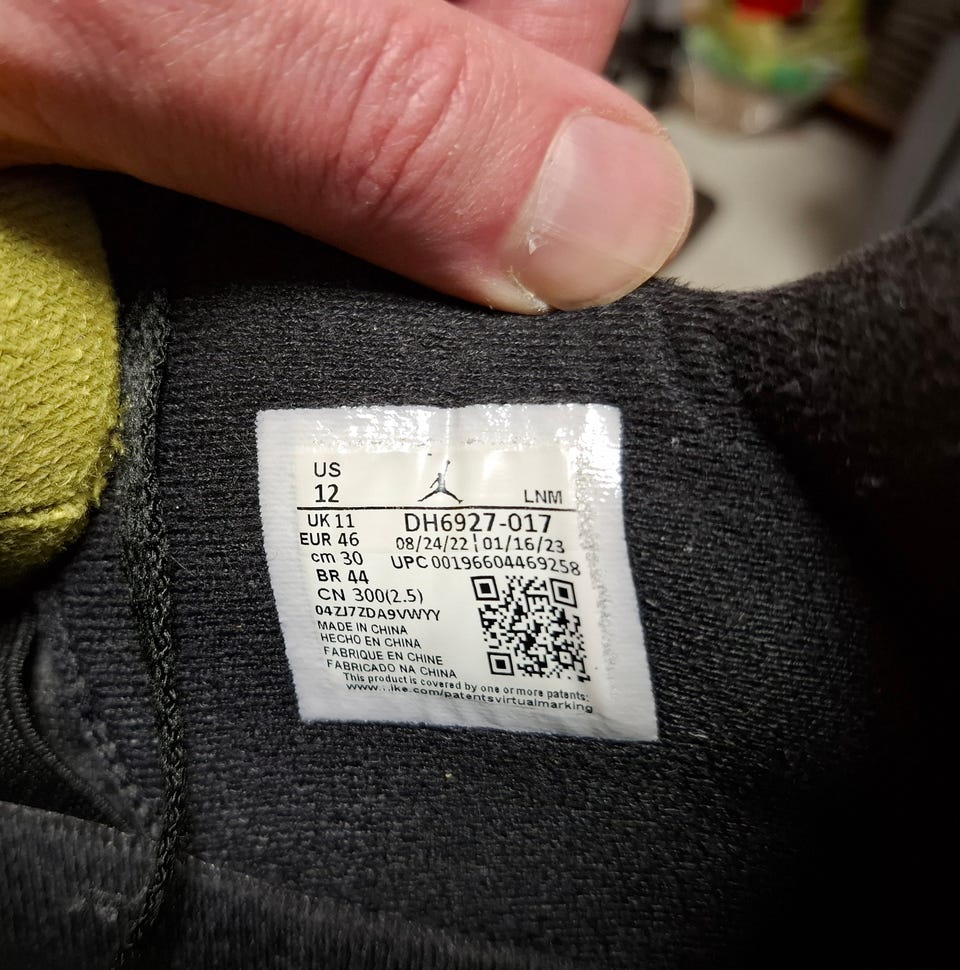 US
12
LNM
UK 11
DH6927-017
EUR 46
08/24/22 01/16/23
cm 30
UPC 00196604469258
BR 44
CN 300(2.5)
04ZJ7ZDA9VWYY
MADE IN CHINA
HECHO EN CHINA
FABRIQUE EN CHINE
FABRICADO NA CHINA
This product is covered by one or more patents:
www...ike.com/patentsvirtualmarking